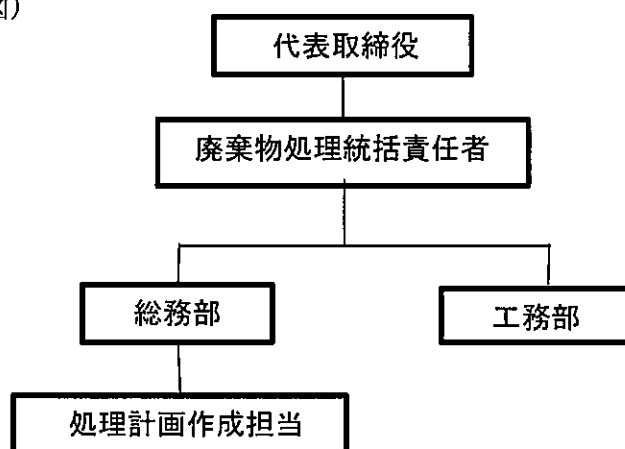 図）
代表取締役
廃棄物処理統括責任者
総務部
工務部
処理計画作成担当